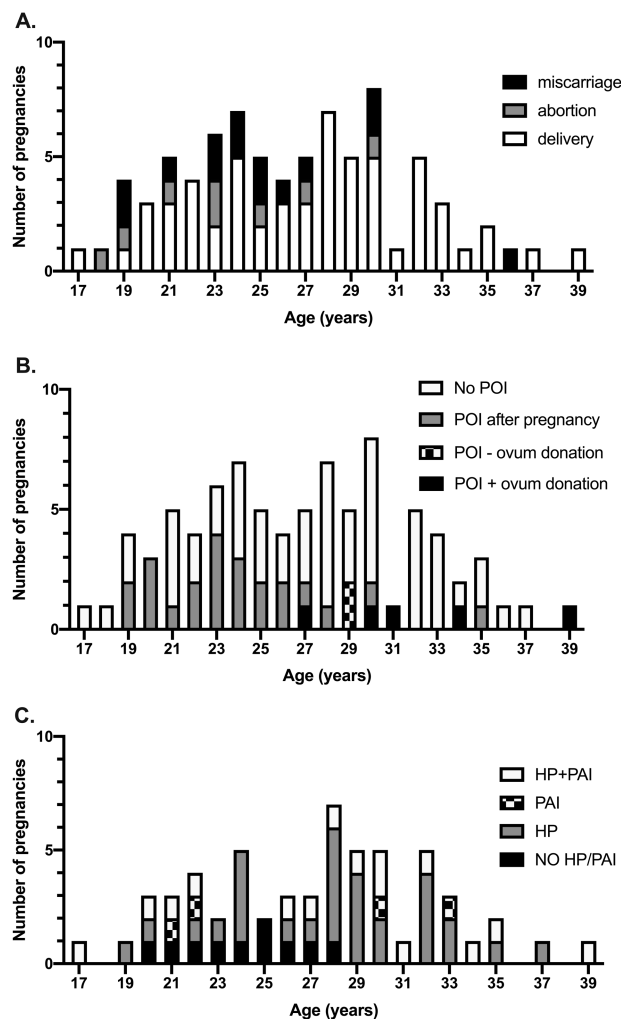 A.
10
5
0
Number of pregnancies
miscarriage
abortion
delivery
17 19 21 23 25 27 29 31 33 35 37 39
Age (years)
B.
10
5
0
Number of pregnancies
No POI
POI after pregnancy
POI - ovum donation
POI + ovum donation
17 19 21 23 25 27 29 31 33 35 37 39
Age (years)
C.
10
5
0
Number of pregnancies
HP+PAI
PAI
HP
NO HP/PAI
17 19 21 23 25 27 29 31 33 35 37 39
Age (years)